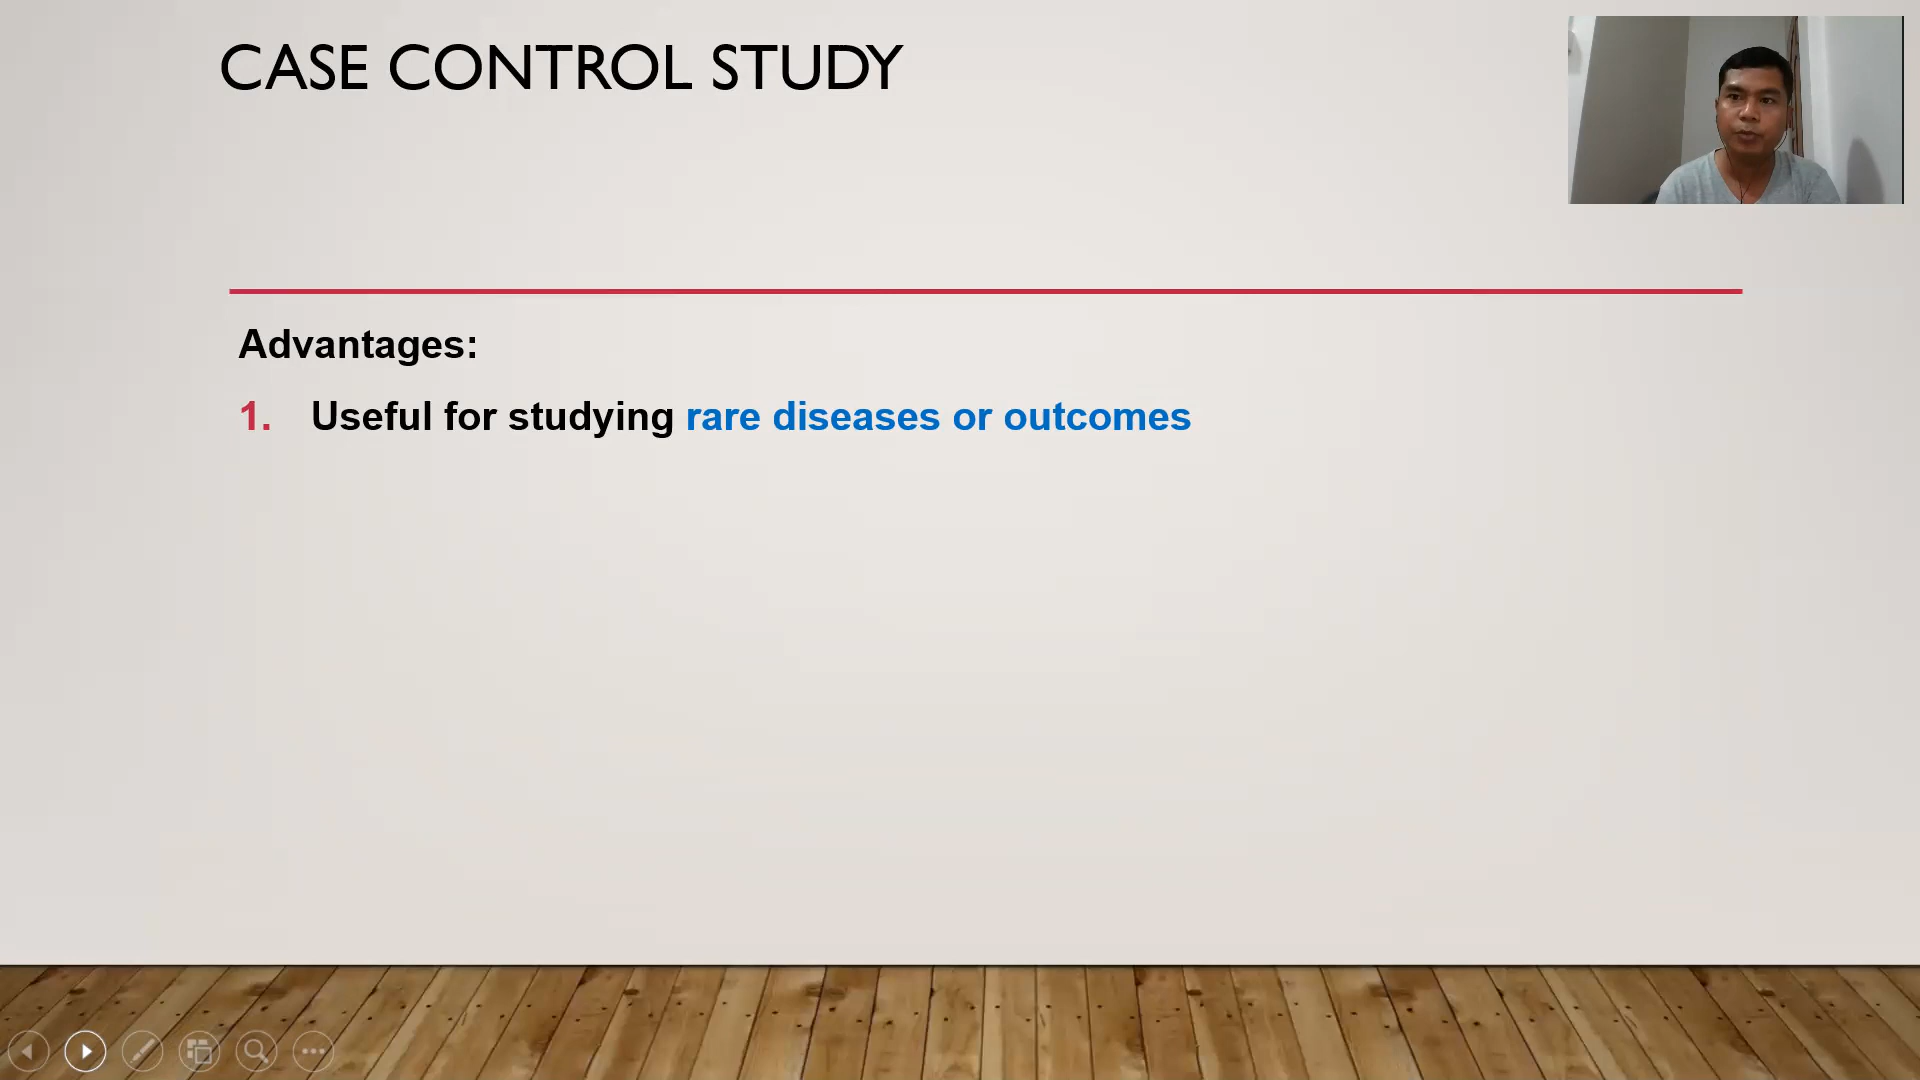 CASE CONTROL STUDY
Advantages:
1. Useful for studying rare diseases or outcomes